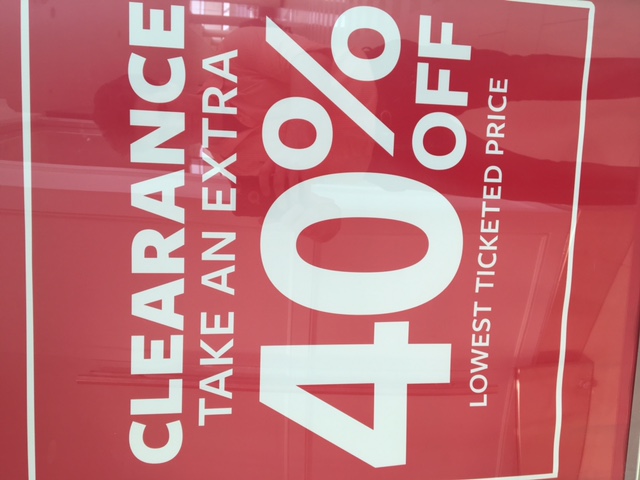 CLEARANCE
TAKE AN EXTRA
40% OFF
LOWEST TICKETED PRICE